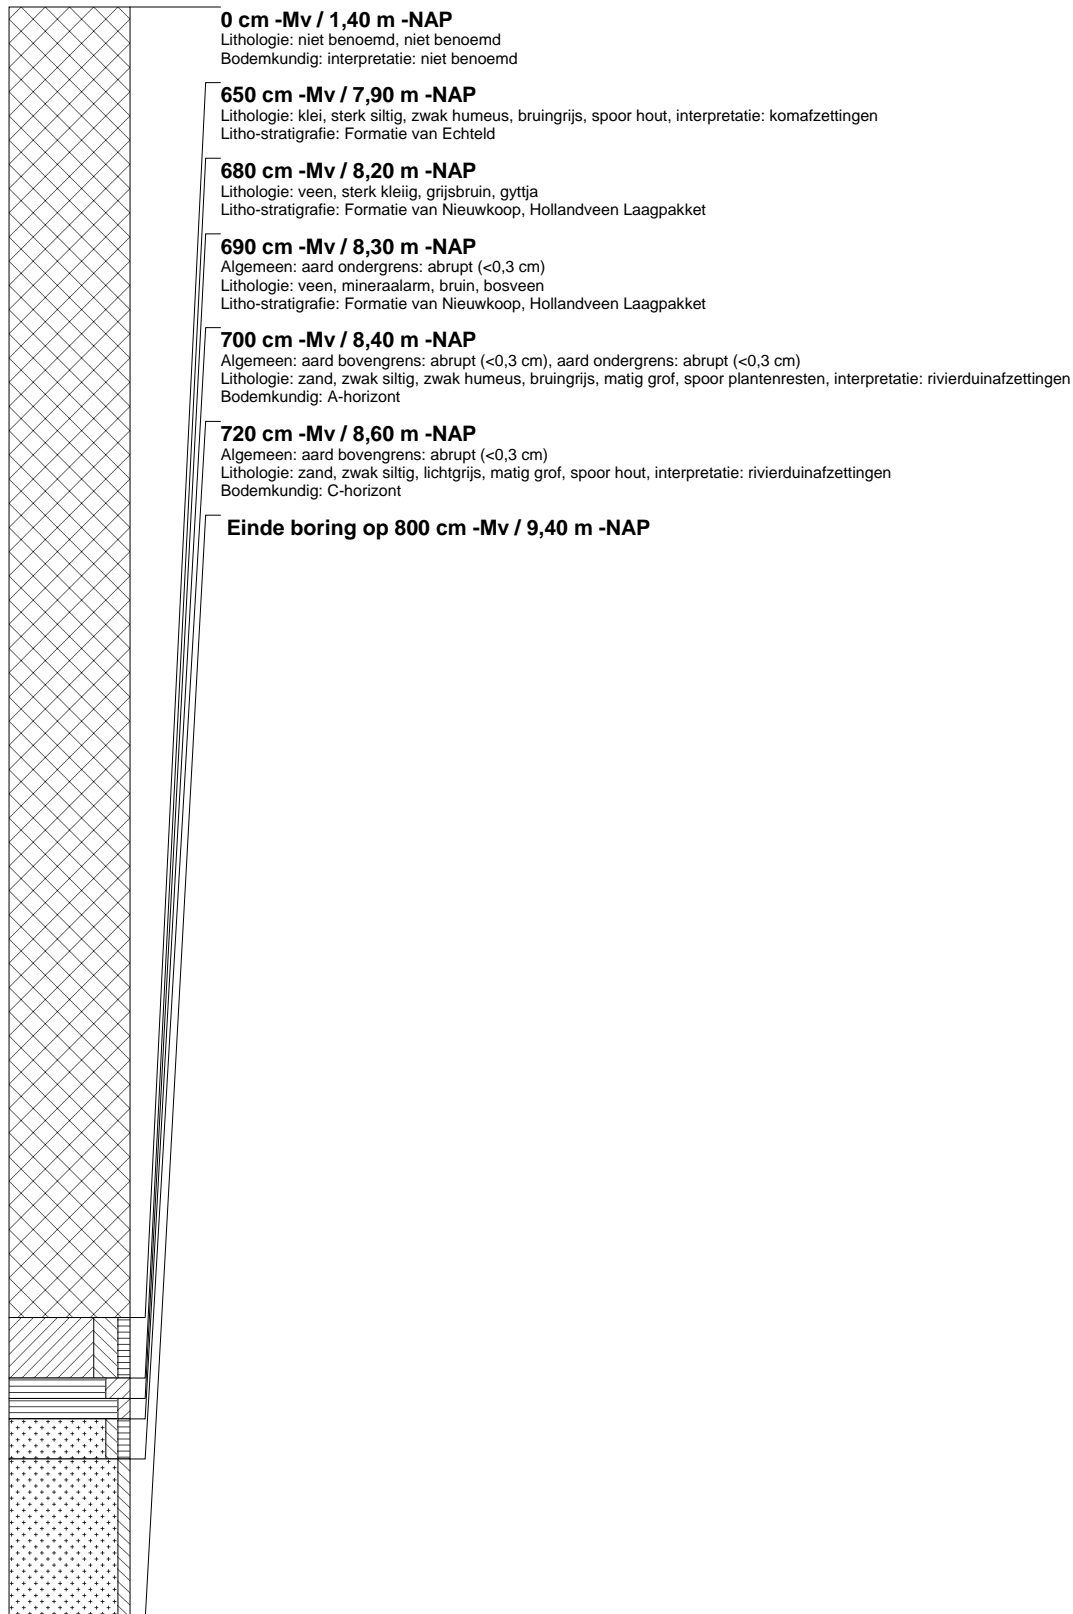 0 cm -Mv / 1,40 m -NAP
Lithologie: niet benoemd, niet benoemd
Bodemkundig: interpretatie: niet benoemd
650 cm -Mv / 7,90 m -NAP
Lithologie: klei, sterk siltig, zwak humeus, bruingrijs, spoor hout, interpretatie: komafzettingen
Litho-stratigrafie: Formatie van Echteld
680 cm -Mv / 8,20 m -NAP
Lithologie: veen, sterk kleiig, grijsbruin, gyttja
Litho-stratigrafie: Formatie van Nieuwkoop, Hollandveen Laagpakket
690 cm -Mv / 8,30 m -NAP
Algemeen: aard ondergrens: abrupt (<0,3 cm)
Lithologie: veen, mineraalarm, bruin, bosveen
Litho-stratigrafie: Formatie van Nieuwkoop, Hollandveen Laagpakket
700 cm -Mv / 8,40 m -NAP
Algemeen: aard bovengrens: abrupt (<0,3 cm), aard ondergrens: abrupt (<0,3 cm)
Lithologie: zand, zwak siltig, zwak humeus, bruingrijs, matig grof, spoor plantenresten, interpretatie: rivierduinafzettingen
Bodemkundig: A-horizont
720 cm -Mv / 8,60 m -NAP
Algemeen: aard bovengrens: abrupt (<0,3 cm)
Lithologie: zand, zwak siltig, lichtgrijs, matig grof, spoor hout, interpretatie: rivierduinafzettingen
Bodemkundig: C-horizont
Einde boring op 800 cm -Mv / 9,40 m -NAP